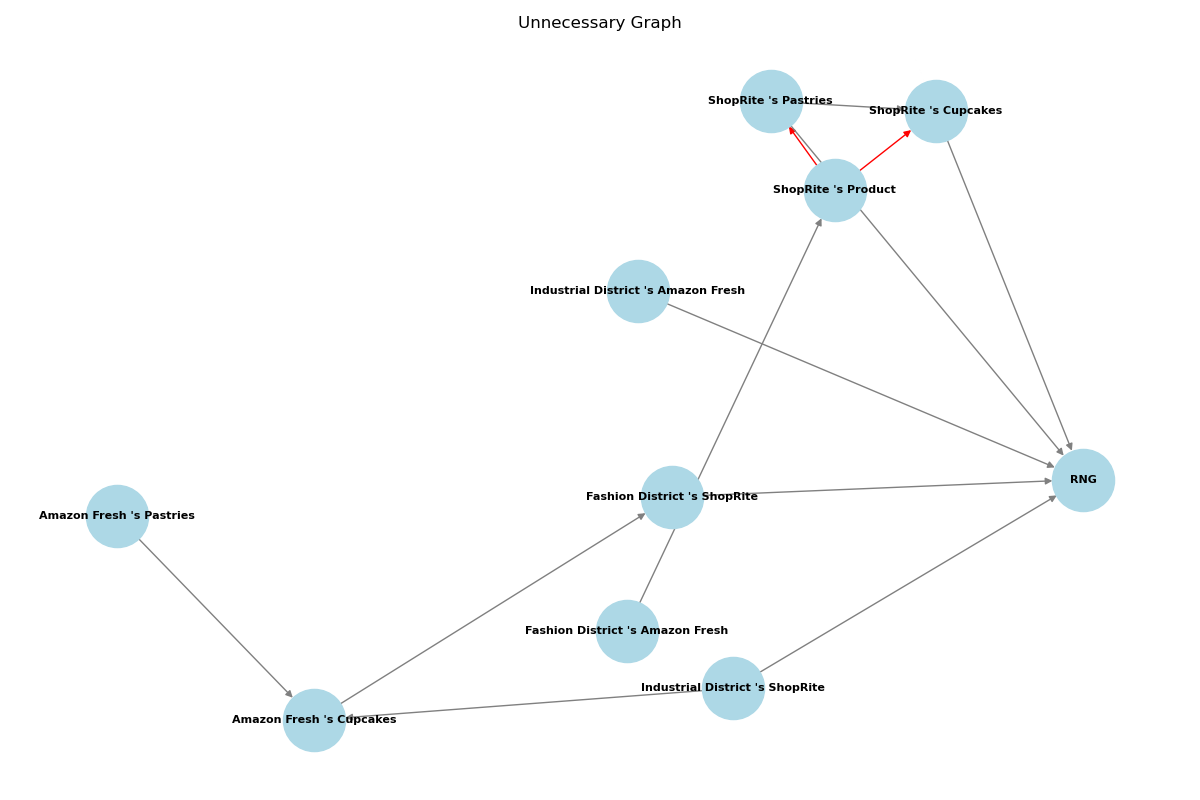 Unnecessary Graph
ShopRite 's Pastries
ShopRite 's Cupcakes
ShopRite 's Product
Industrial District 's Amazon Fresh
RNG
Fashion District 's ShopRite
Amazon Fresh 's Pastries
Fashion District 's Amazon Fresh
Industrial District 's ShopRite
Amazon Fresh 's Cupcakes